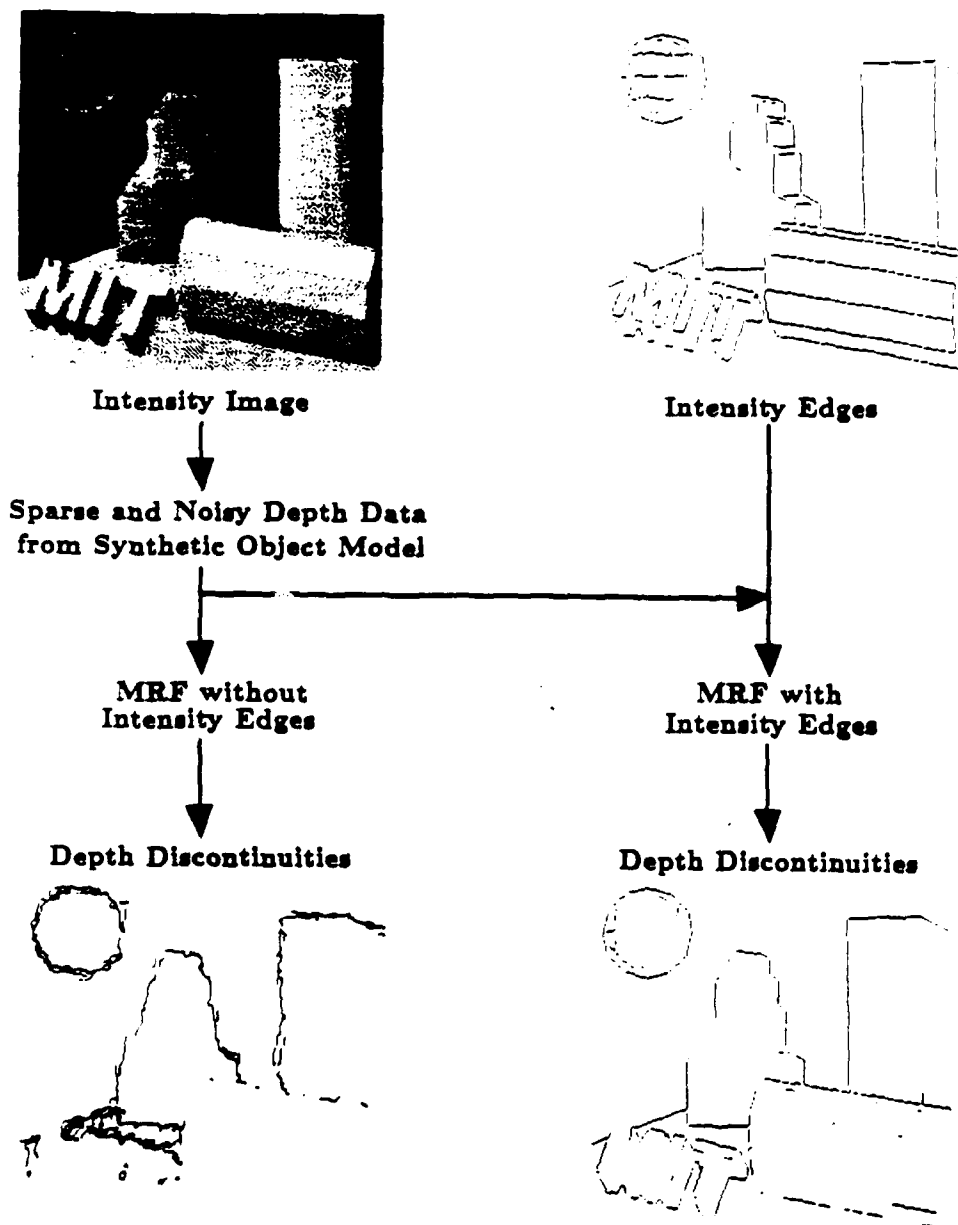 MIT
Intensity Image
Intensity Edges
Sparse and Noisy Depth Data
from Synthetic Object Model
MRF without
Intensity Edges
MRF with
Intensity Edges
Depth Discontinuities
Depth Discontinuities